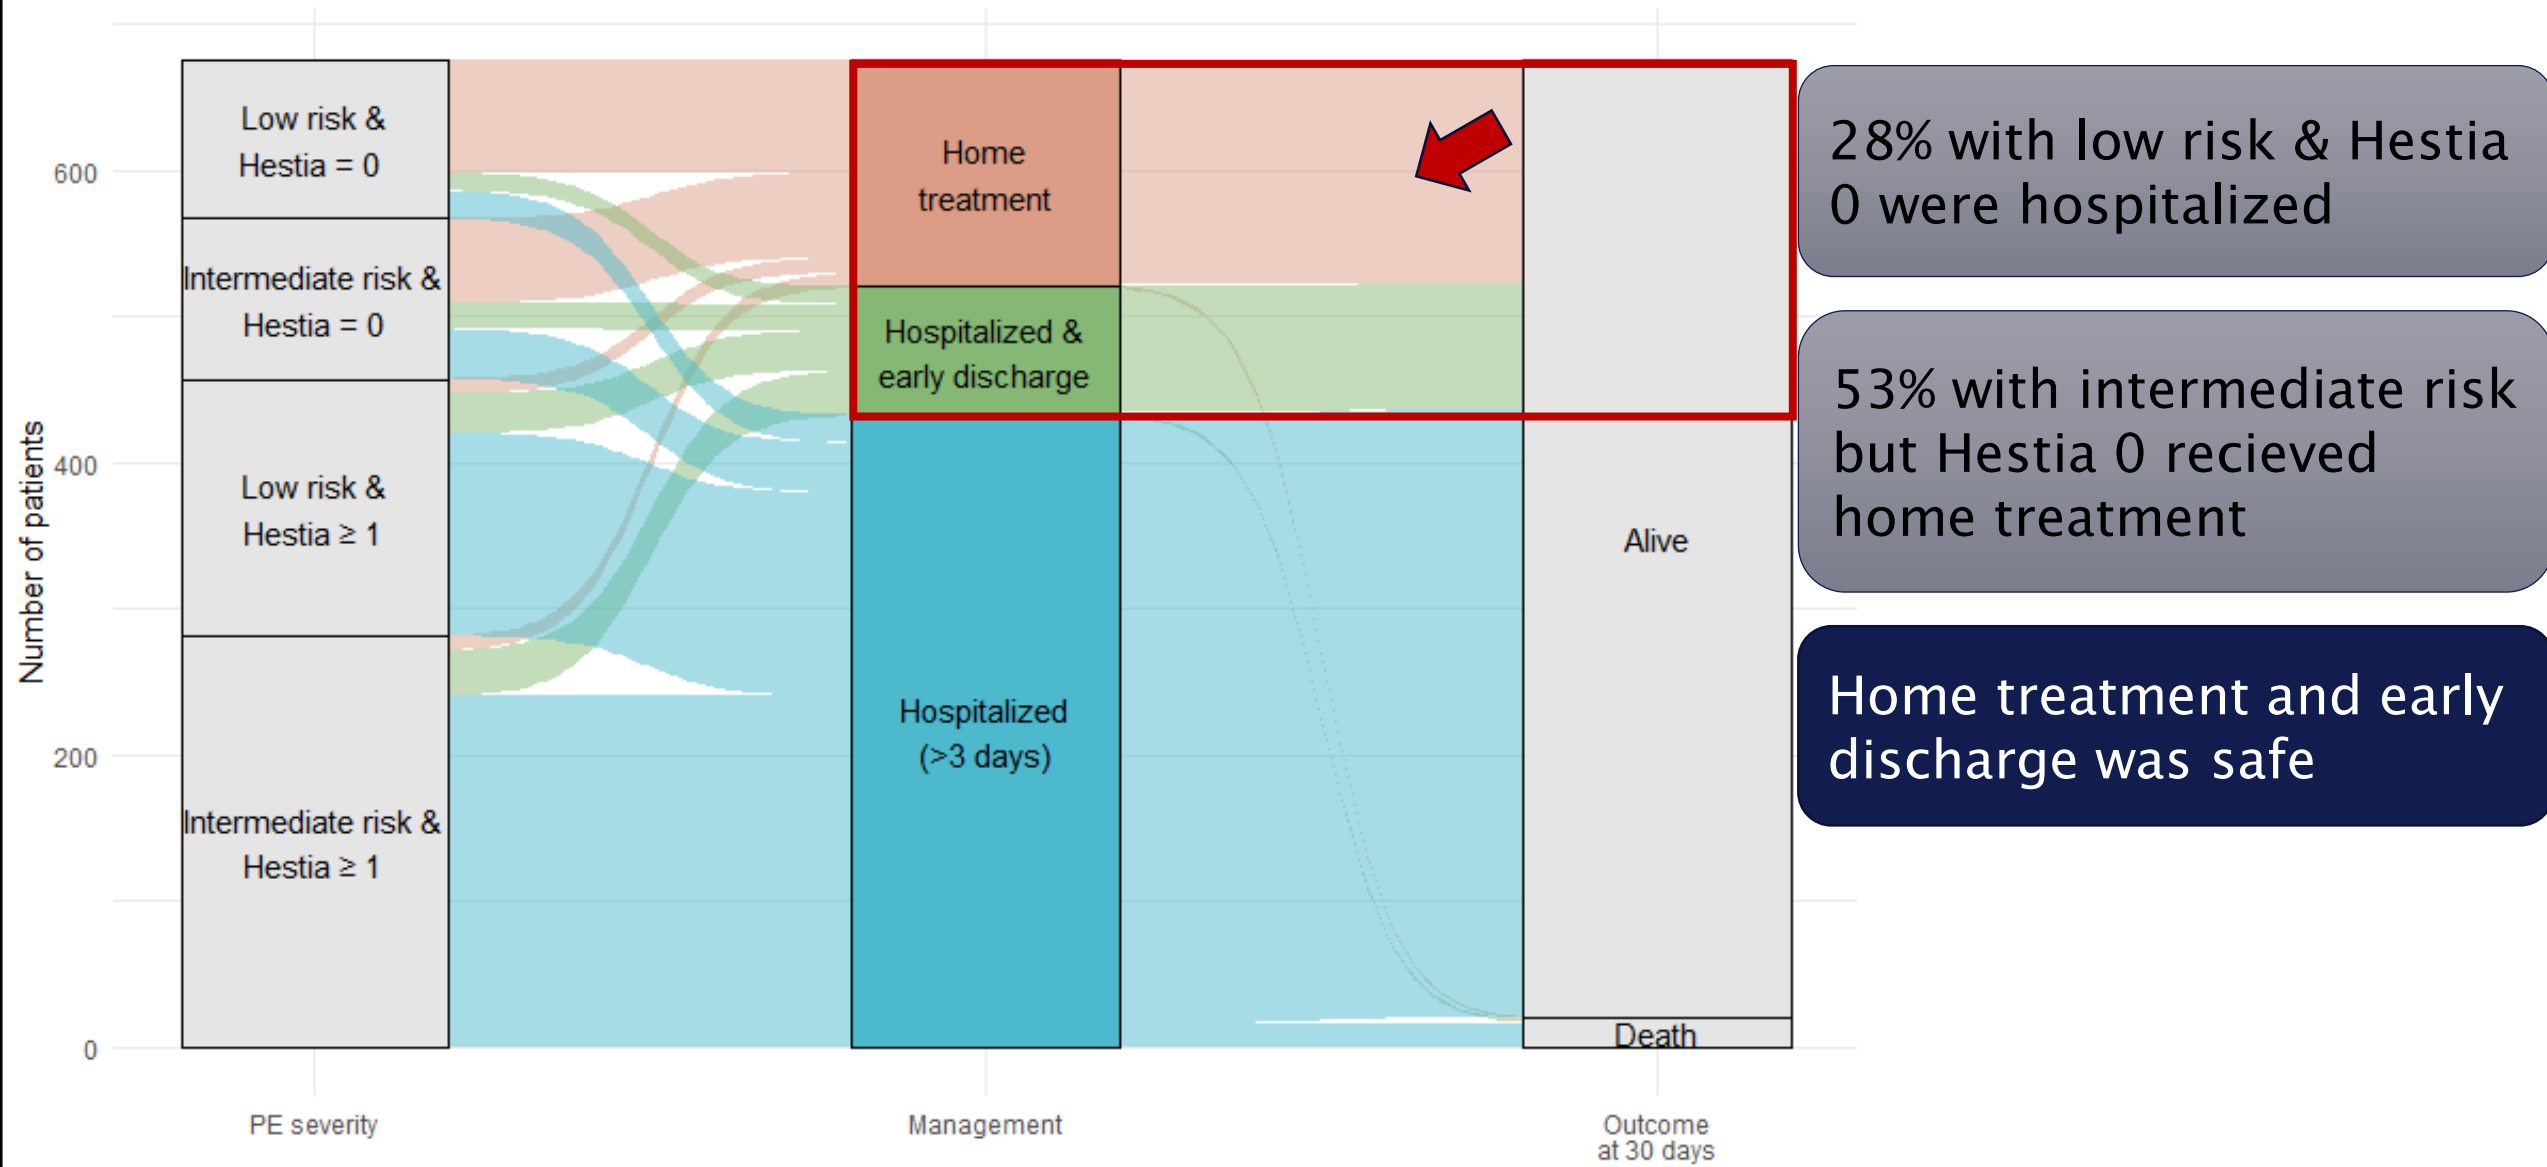 Number of patients
600
400
200
0
Low risk &
Hestia = 0
Intermediate risk &
Hestia = 0
Low risk &
Hestia ≥ 1
Intermediate risk &
Hestia ≥ 1
Home
treatment
Hospitalized &
early discharge
Hospitalized
(>3 days)
Alive
Death
PE severity
Management
Outcome
at 30 days
28% with low risk & Hestia
0 were hospitalized
53% with intermediate risk
but Hestia 0 recieved
home treatment
Home treatment and early
discharge was safe